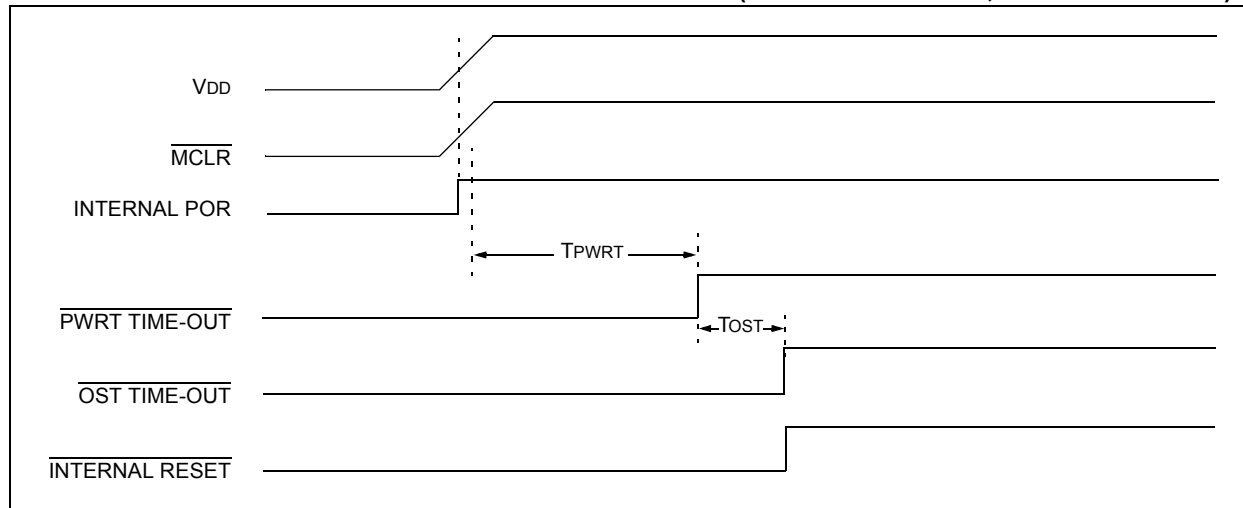 VDD
MCLR
INTERNAL POR
TPWRT
PWRT TIME-OUT
TOST
OST TIME-OUT
INTERNAL RESET